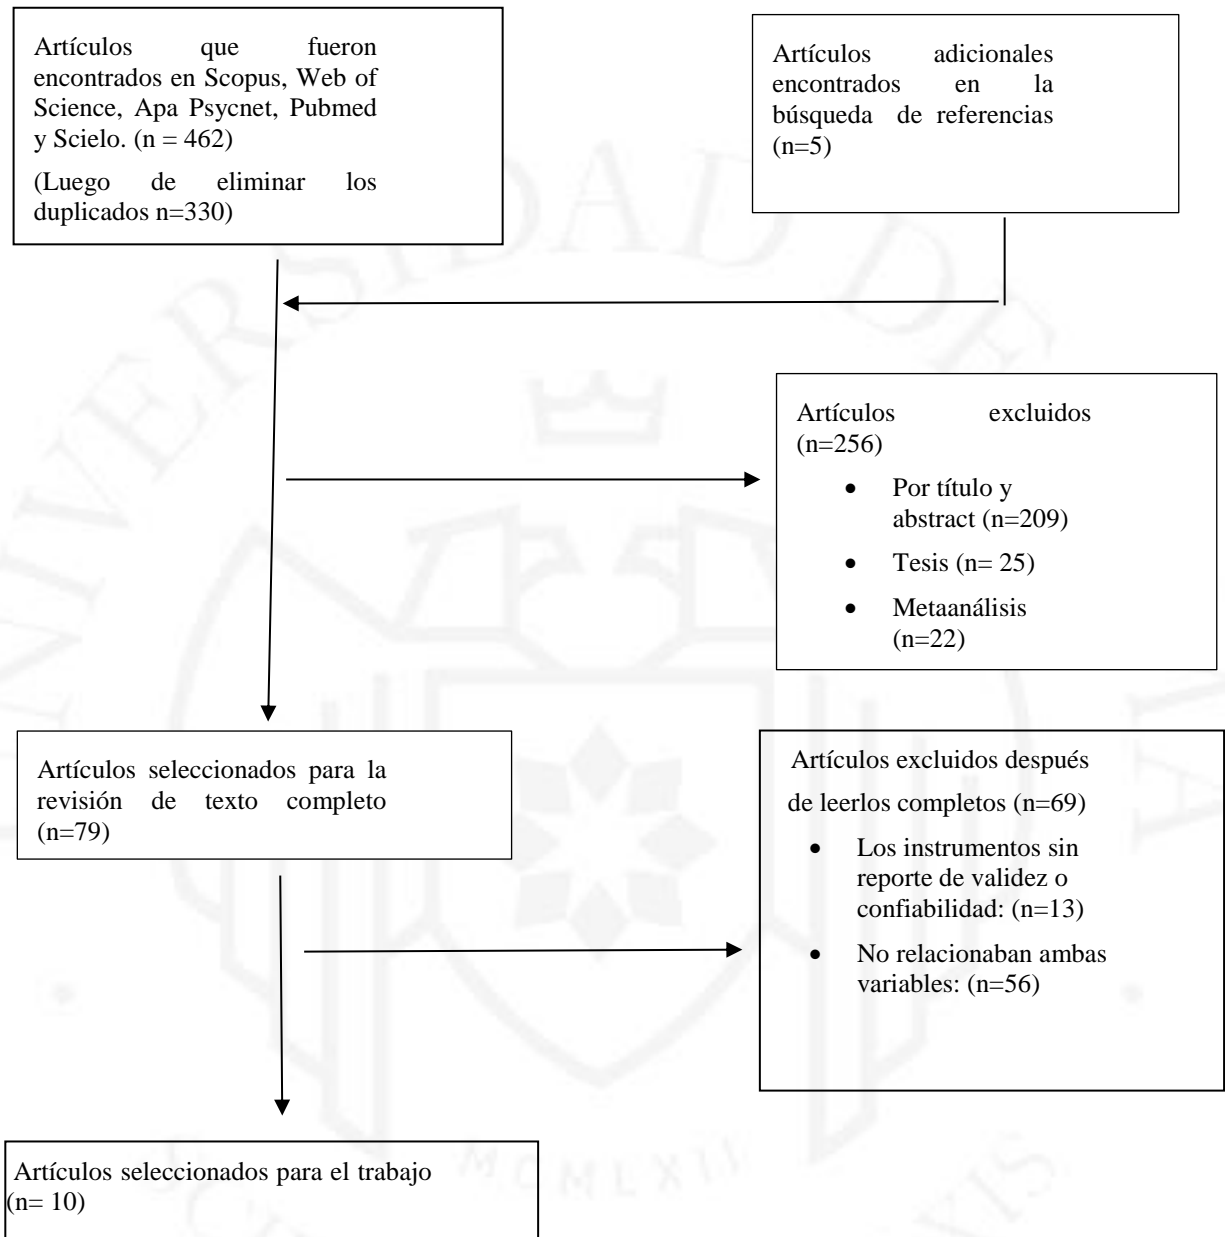 Artículos que fueron
encontrados en Scopus, Web of
Science, Apa Psycnet, Pubmed
y Scielo. (n = 462)
(Luego de eliminar los
duplicados n=330)
Artículos adicionales
encontrados en la
búsqueda de referencias
(n=5)
Artículos excluidos
(n=256)
• Por título y
abstract (n=209)
• Tesis (n= 25)
• Metaanálisis
(n=22)
Artículos seleccionados para la
revisión de texto completo
(n=79)
Artículos excluidos después
de leerlos completos (n=69)
• Los instrumentos sin
reporte de validez o
confiabilidad: (n=13)
• No relacionaban ambas
variables: (n=56)
Artículos seleccionados para el trabajo
(n= 10)
UNIVERSIDAD DE
MCMLXII